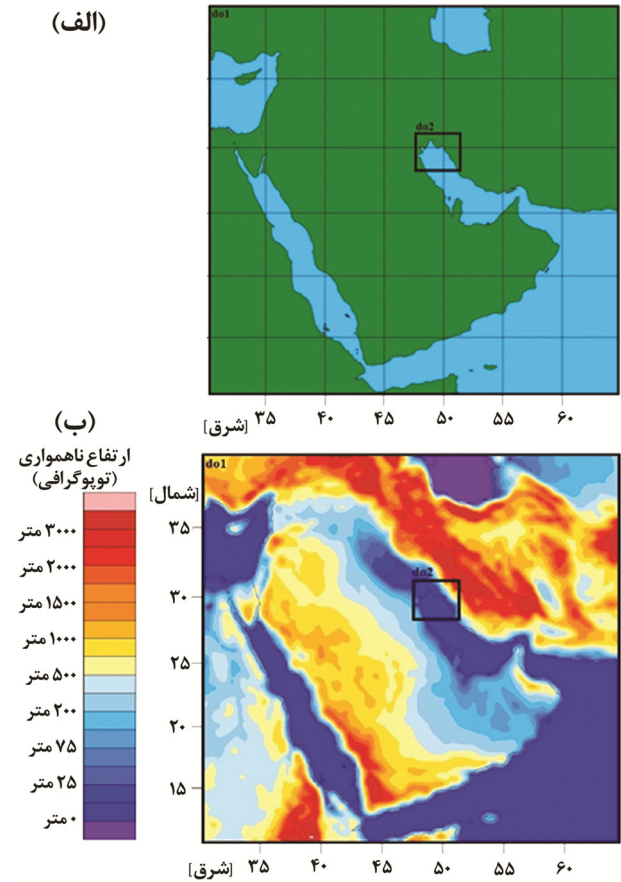 (الف)
do1
do2
[شرق] ۳۵ ۴۰ ۴۵ ۵۰ ۵۵ ۶۰
(ب)
ارتفاع ناهمواری
(توپوگرافی)
۳۰۰۰ متر
۲۰۰۰ متر
۱۵۰۰ متر
۱۰۰۰ متر
۵۰۰ متر
۲۰۰ متر
۷۵ متر
۲۵ متر
۰ متر
[شمال]
۳۵
۳۰
۲۵
۲۰
۱۵
do1
do2
[شرق] ۳۵ ۴۰ ۴۵ ۵۰ ۵۵ ۶۰